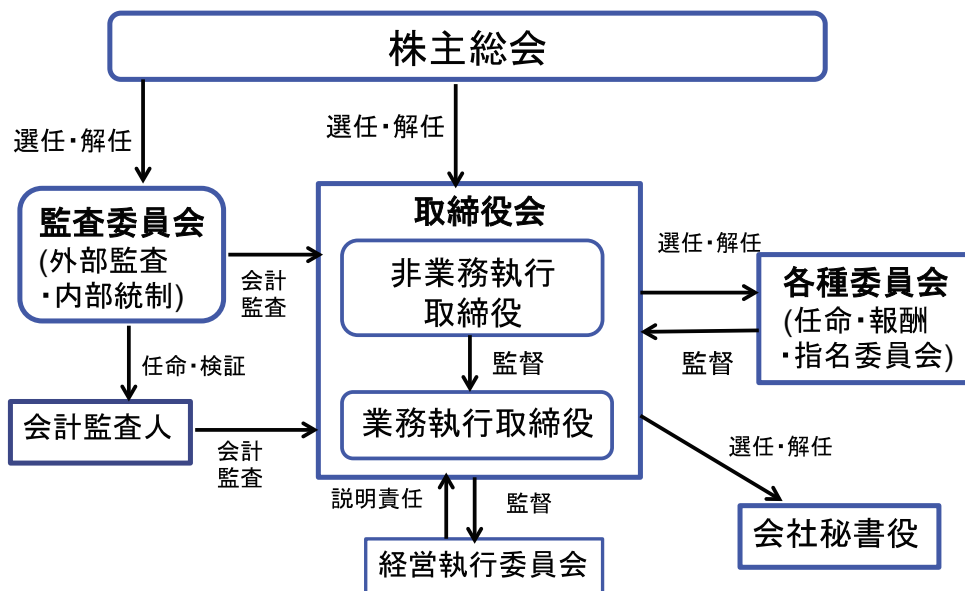 株主総会
選任・解任
選任・解任
監査委員会
(外部監査
・内部統制)
会計
監査
取締役会
非業務執行
取締役
監督
業務執行取締役
選任・解任
各種委員会
(任命・報酬
・指名委員会)
監督
任命・検証
会計監査人
会計
監査
選任・解任
会社秘書役
説明責任
監督
経営執行委員会